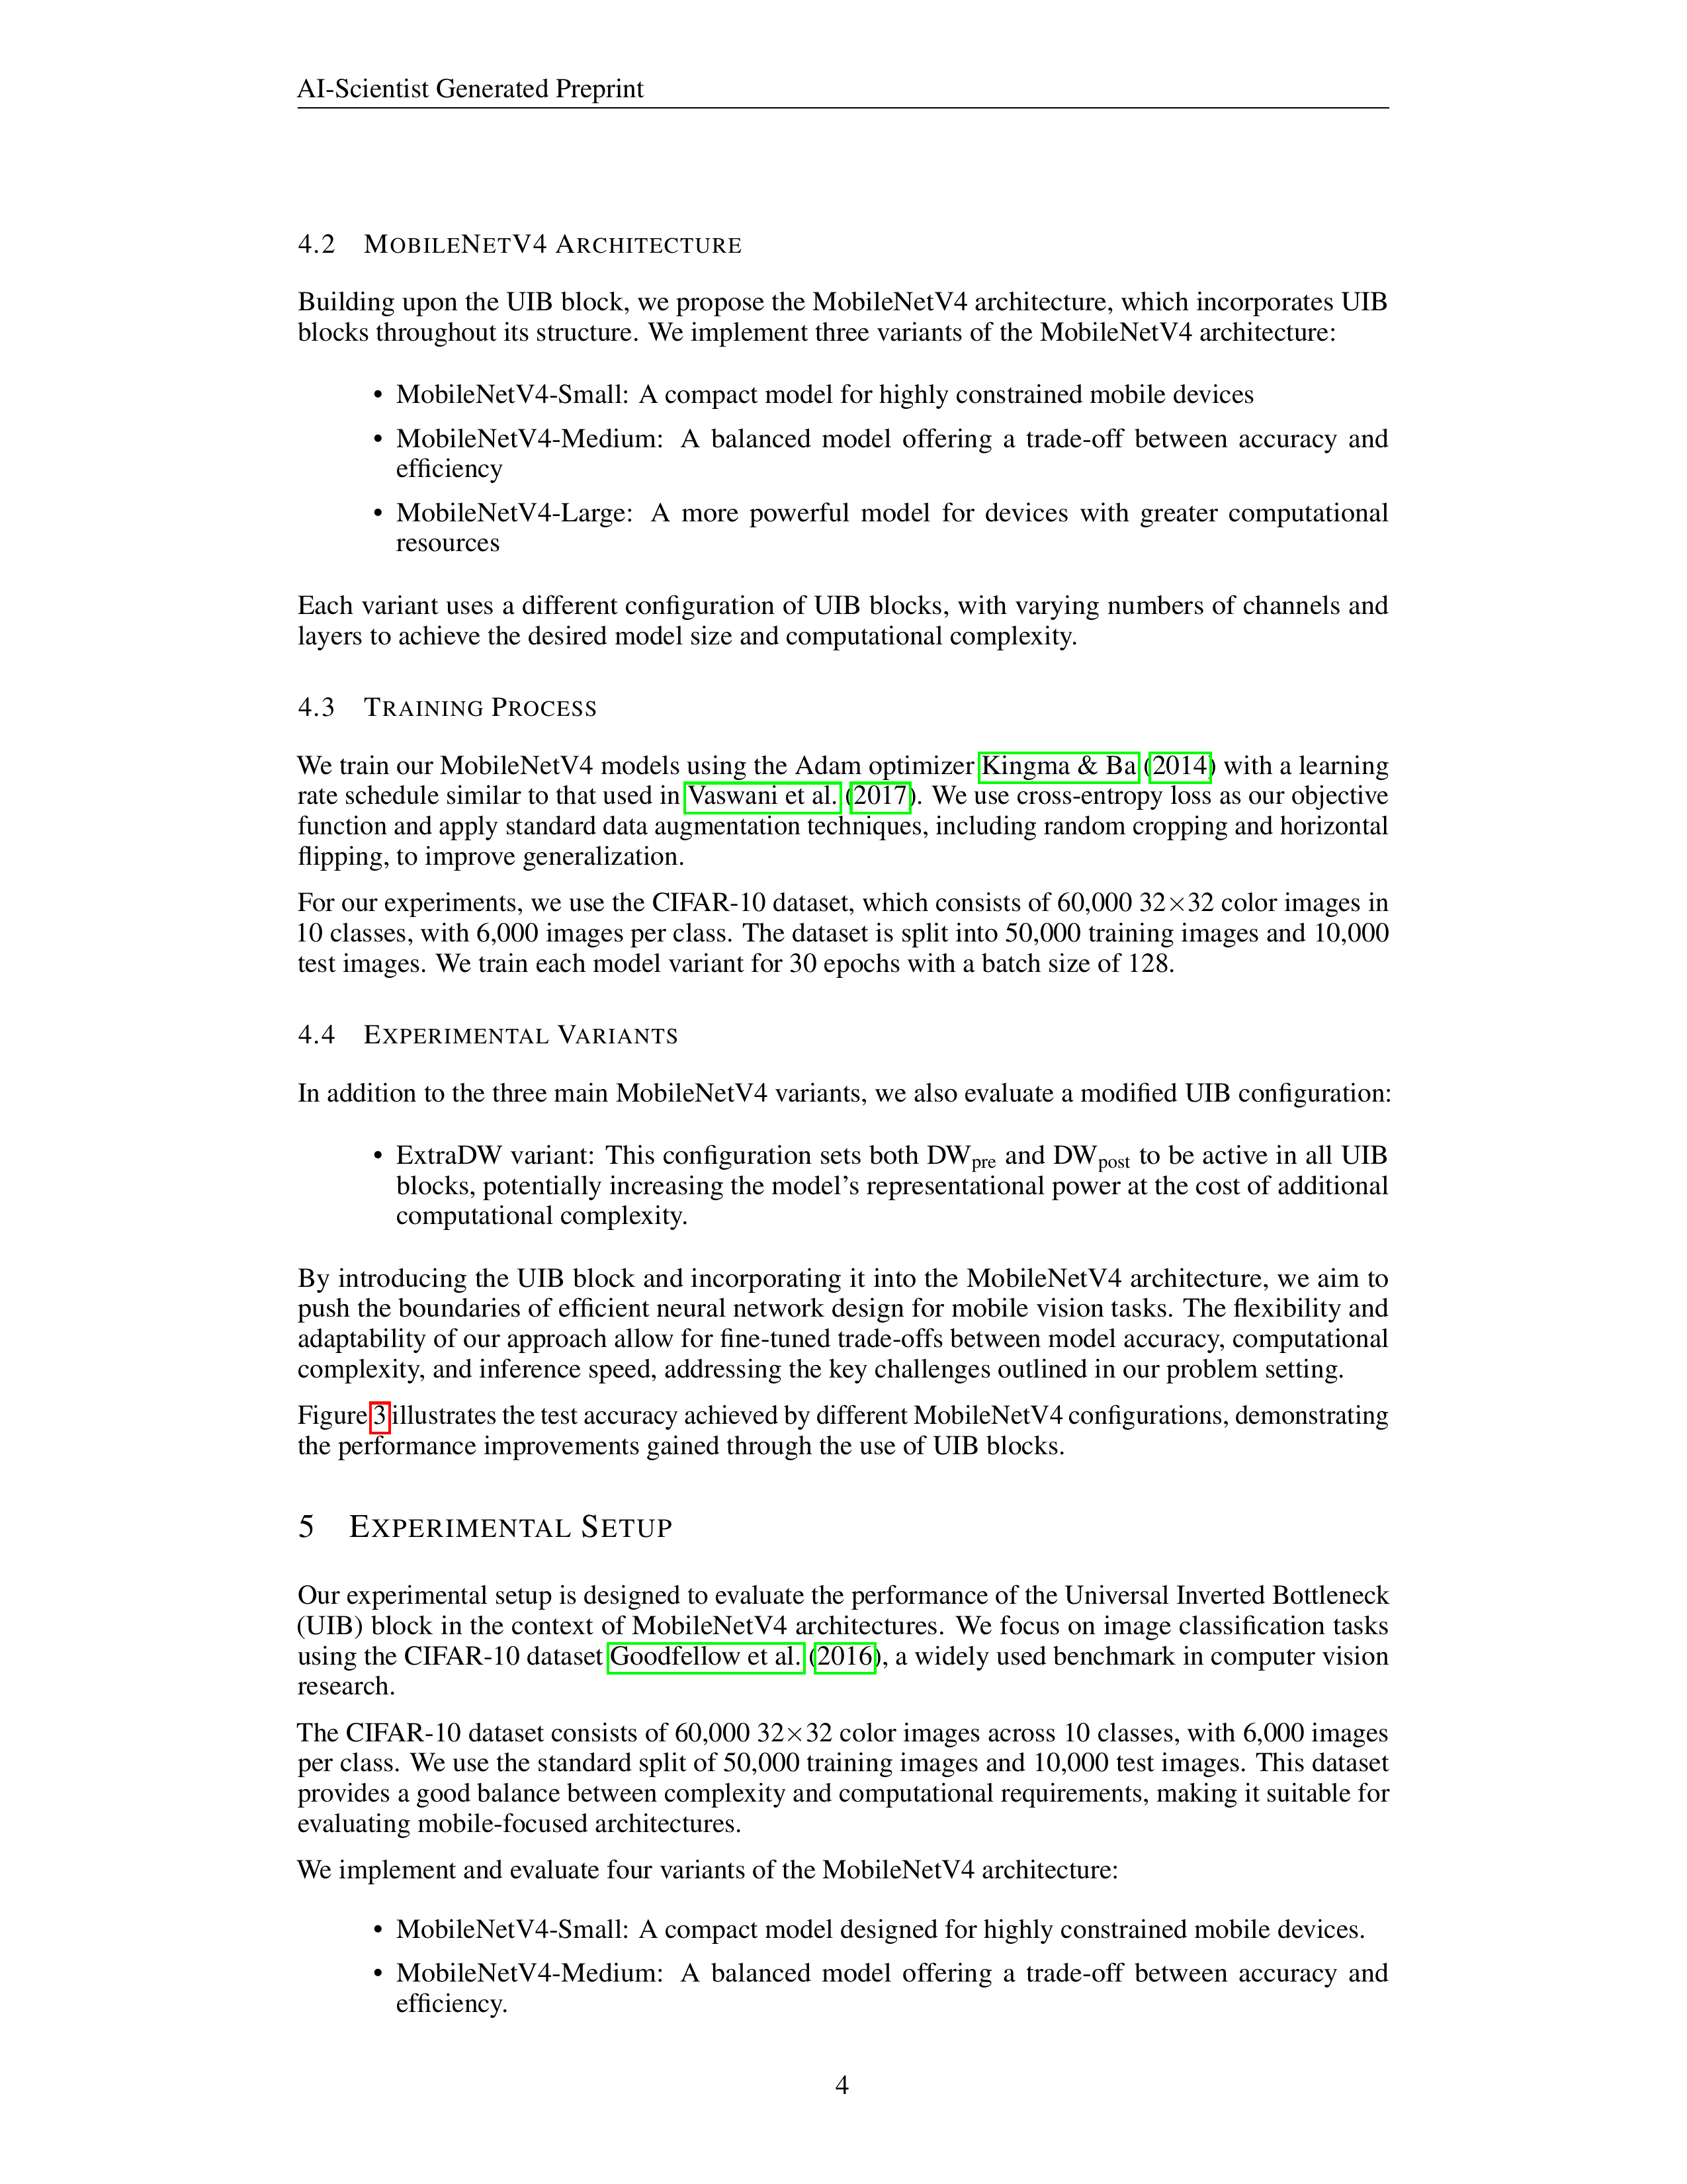 AI-Scientist Generated Preprint
4.2 MOBILENETV4 ARCHITECTURE
Building upon the UIB block, we propose the MobileNetV4 architecture, which incorporates UIB
blocks throughout its structure. We implement three variants of the MobileNetV4 architecture:
• MobileNetV4-Small: A compact model for highly constrained mobile devices
• MobileNetV4-Medium: A balanced model offering a trade-off between accuracy and
efficiency
• MobileNetV4-Large: A more powerful model for devices with greater computational
resources
Each variant uses a different configuration of UIB blocks, with varying numbers of channels and
layers to achieve the desired model size and computational complexity.
4.3 TRAINING PROCESS
We train our MobileNetV4 models using the Adam optimizer Kingma & Ba (2014) with a learning
rate schedule similar to that used in Vaswani et al. (2017). We use cross-entropy loss as our objective
function and apply standard data augmentation techniques, including random cropping and horizontal
flipping, to improve generalization.
For our experiments, we use the CIFAR-10 dataset, which consists of 60,000 32×32 color images in
10 classes, with 6,000 images per class. The dataset is split into 50,000 training images and 10,000
test images. We train each model variant for 30 epochs with a batch size of 128.
4.4 EXPERIMENTAL VARIANTS
In addition to the three main MobileNetV4 variants, we also evaluate a modified UIB configuration:
• ExtraDW variant: This configuration sets both DWpre and DWpost to be active in all UIB
blocks, potentially increasing the model's representational power at the cost of additional
computational complexity.
By introducing the UIB block and incorporating it into the MobileNetV4 architecture, we aim to
push the boundaries of efficient neural network design for mobile vision tasks. The flexibility and
adaptability of our approach allow for fine-tuned trade-offs between model accuracy, computational
complexity, and inference speed, addressing the key challenges outlined in our problem setting.
Figure 3 illustrates the test accuracy achieved by different MobileNetV4 configurations, demonstrating
the performance improvements gained through the use of UIB blocks.
5 EXPERIMENTAL SETUP
Our experimental setup is designed to evaluate the performance of the Universal Inverted Bottleneck
(UIB) block in the context of MobileNetV4 architectures. We focus on image classification tasks
using the CIFAR-10 dataset Goodfellow et al. (2016), a widely used benchmark in computer vision
research.
The CIFAR-10 dataset consists of 60,000 32×32 color images across 10 classes, with 6,000 images
per class. We use the standard split of 50,000 training images and 10,000 test images. This dataset
provides a good balance between complexity and computational requirements, making it suitable for
evaluating mobile-focused architectures.
We implement and evaluate four variants of the MobileNetV4 architecture:
• MobileNetV4-Small: A compact model designed for highly constrained mobile devices.
• MobileNetV4-Medium: A balanced model offering a trade-off between accuracy and
efficiency.
4